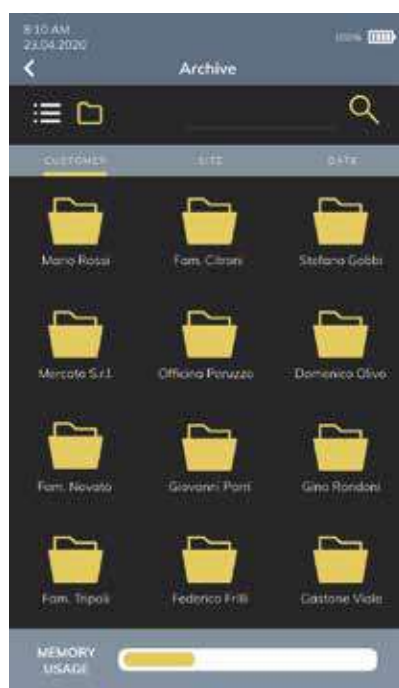 8:10 AM
23.04.2020
100%
Archive
CUSTOMER SITE DATE
Mario Rossi Fam. Citroni Stefano Gobbi
Mercato S.r.l. Officina Peruzzo Domenico Olivo
Fam. Novato Giovanni Ponti Gino Rondoni
Fam. Tripoli Federico Frilli Gastone Viale
MEMORY
USAGE